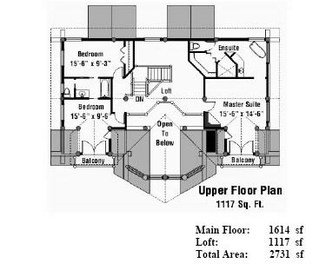 Bedroom
15'-6" x 9'-3"
Ensuite
Loft
DN
Bedroom
15'-6" x 9'-6
Master Suite
15'-6" x 14'-6"
Open
To
Below
Balcony
Balcony
Upper Floor Plan
1117 Sq. Ft.
Main Floor: 1614 sf
Loft: 1117 sf
Total Area: 2731 sf